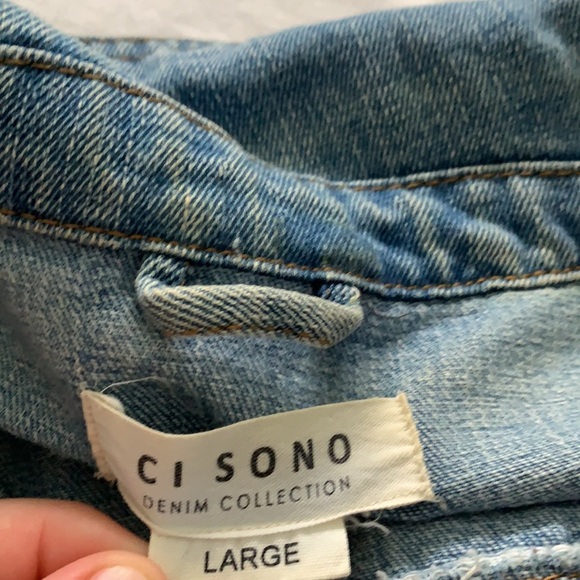 CI SONO
DENIM COLLECTION
LARGE